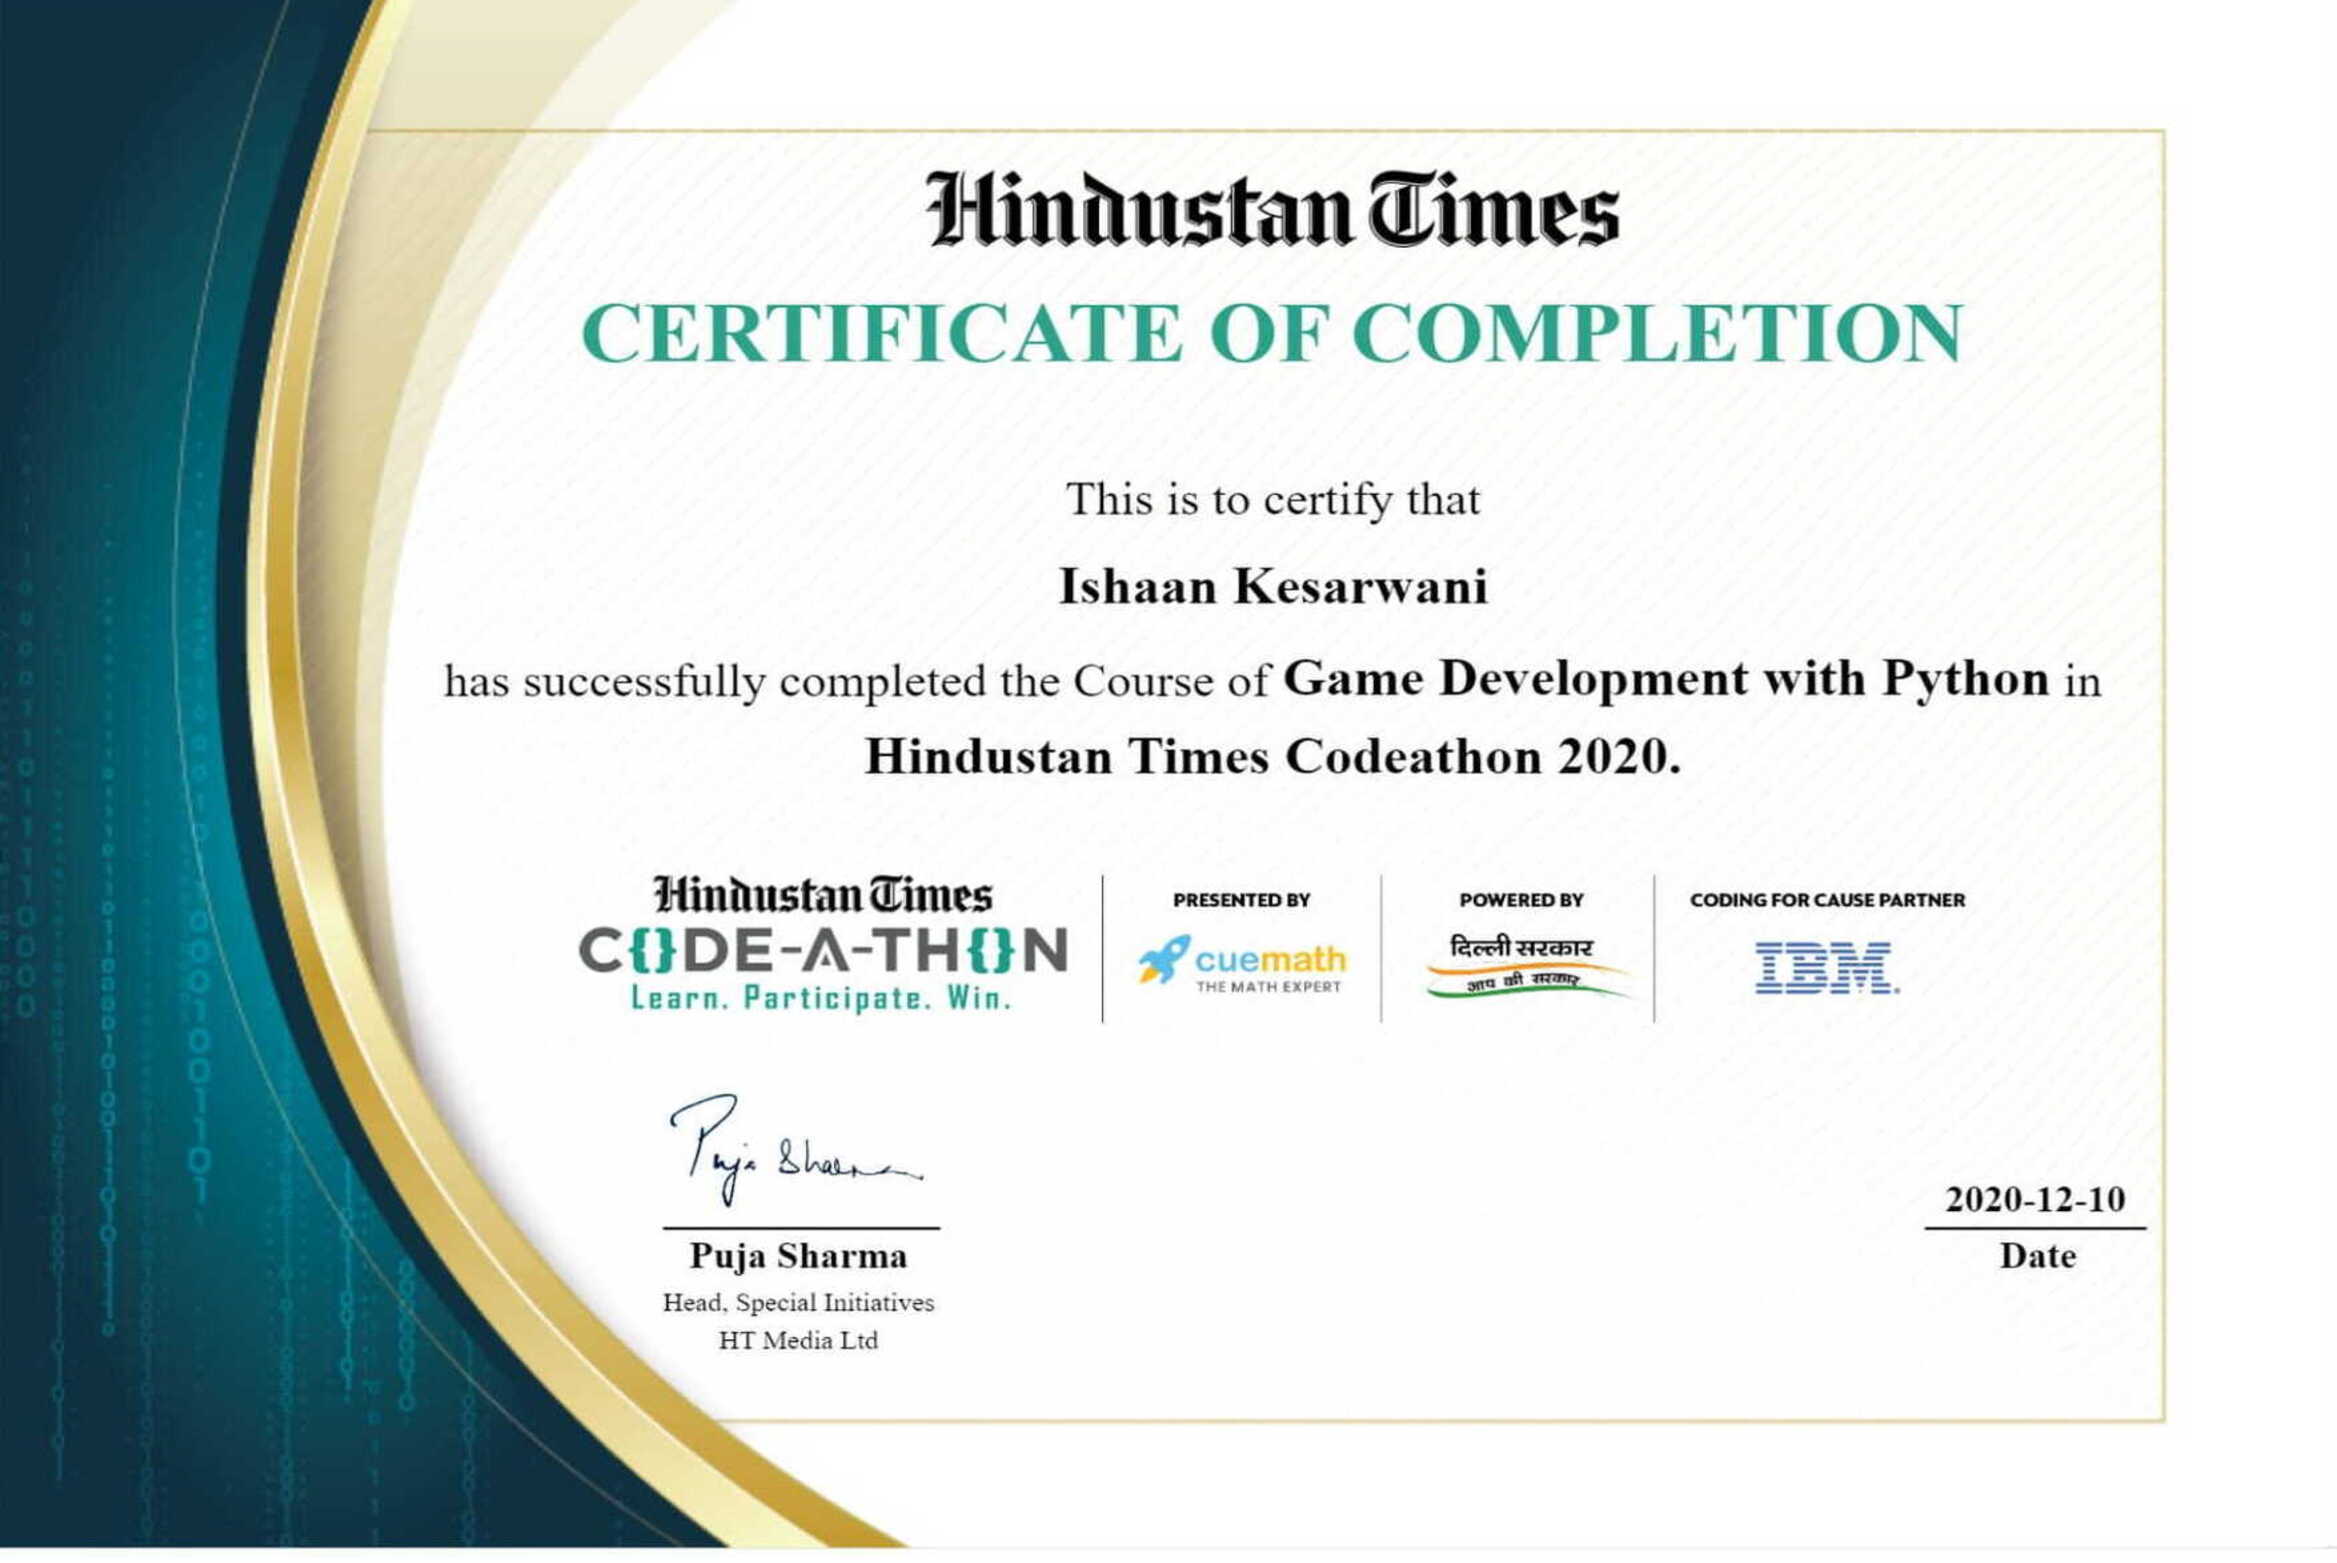 Hindustan Times
CERTIFICATE OF COMPLETION
This is to certify that
Ishaan Kesarwani
has successfully completed the Course of Game Development with Python in
Hindustan Times Codeathon 2020.
Hindustan Times
C{}DE-A-TH{}N
Learn. Participate. Win.
PRESENTED BY
cuemath
THE MATH EXPERT
POWERED BY
दिल्ली सरकार
आप की सरकार
CODING FOR CAUSE PARTNER
IBM
Puja Sharma
Puja Sharma
Head, Special Initiatives
HT Media Ltd
2020-12-10
Date